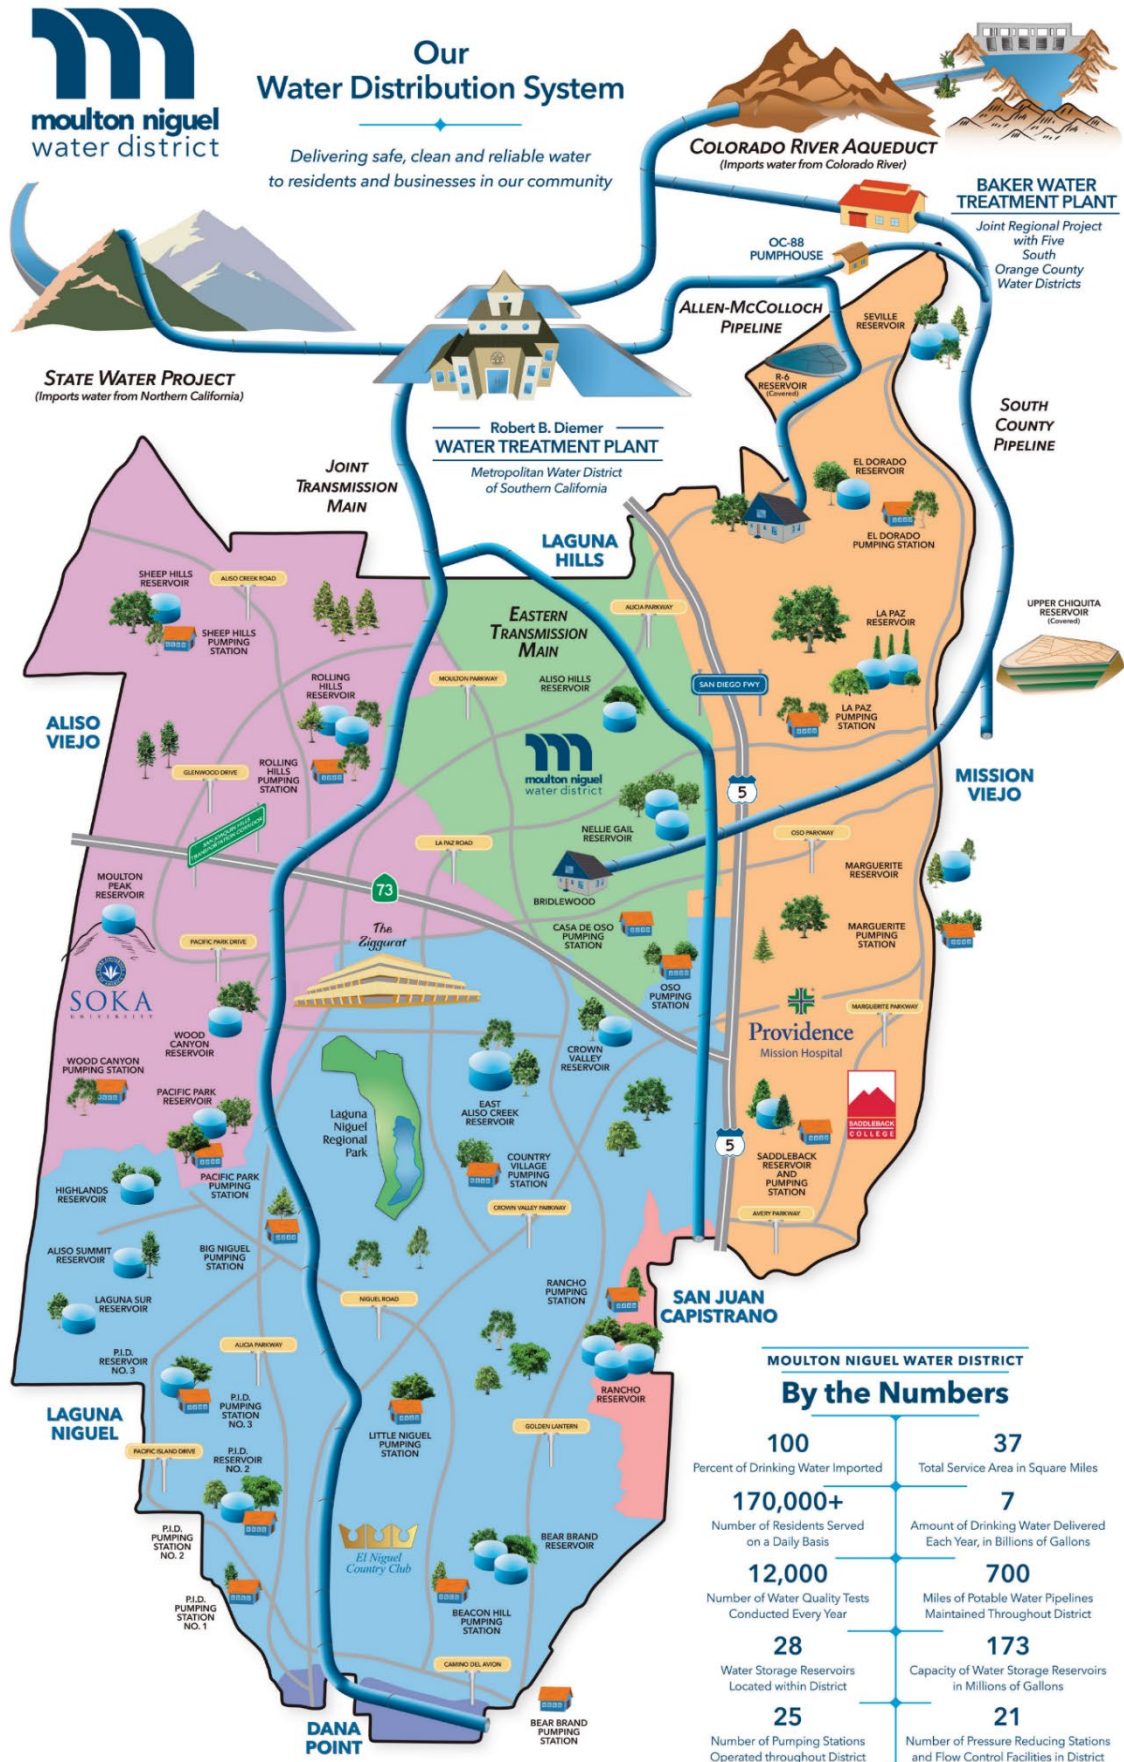 moulton niguel
water district
Our
Water Distribution System
Delivering safe, clean and reliable water
to residents and businesses in our community
COLORADO RIVER AQUEDUCT
(Imports water from Colorado River)
BAKER WATER
TREATMENT PLANT
Joint Regional Project
with Five
South
Orange County
Water Districts
OC-88
PUMPHOUSE
ALLEN-MCCOLLOCH
PIPELINE
SEVILLE
RESERVOIR
R-6
RESERVOIR
(Covered)
STATE WATER PROJECT
(Imports water from Northern California)
Robert B. Diemer
WATER TREATMENT PLANT
Metropolitan Water District
of Southern California
SOUTH
COUNTY
PIPELINE
JOINT
TRANSMISSION
MAIN
EL DORADO
RESERVOIR
EL DORADO
PUMPING STATION
LAGUNA
HILLS
SHEEP HILLS
RESERVOIR
ALISO CREEK ROAD
SHEEP HILLS
PUMPING
STATION
EASTERN
TRANSMISSION
MAIN
ALICIA PARKWAY
LA PAZ
RESERVOIR
UPPER CHIQUITA
RESERVOIR
(Covered)
ROLLING
HILLS
RESERVOIR
MOULTON PARKWAY
ALISO HILLS
RESERVOIR
SAN DIEGO FWY
LA PAZ
PUMPING
STATION
ALISO
VIEJO
moulton niguel
water district
GLENWOOD DRIVE
ROLLING
HILLS
PUMPING
STATION
5
MISSION
VIEJO
SAN JOAQUIN HILLS
TRANSPORTATION CORRIDOR
LA PAZ ROAD
NELLIE GAIL
RESERVOIR
OSO PARKWAY
MOULTON
PEAK
RESERVOIR
73
BRIDLEWOOD
MARGUERITE
RESERVOIR
The
Ziggurat
PACIFIC PARK DRIVE
CASA DE OSO
PUMPING
STATION
MARGUERITE
PUMPING
STATION
SOKA
UNIVERSITY
OSO
PUMPING
STATION
MARGUERITE PARKWAY
Providence
Mission Hospital
WOOD
CANYON
RESERVOIR
CROWN
VALLEY
RESERVOIR
WOOD CANYON
PUMPING STATION
PACIFIC PARK
RESERVOIR
EAST
ALISO CREEK
RESERVOIR
Laguna
Niguel
Regional
Park
SADDLEBACK
COLLEGE
5
COUNTRY
VILLAGE
PUMPING
STATION
SADDLEBACK
RESERVOIR
AND
PUMPING
STATION
HIGHLANDS
RESERVOIR
PACIFIC PARK
PUMPING
STATION
CROWN VALLEY PARKWAY
AVERY PARKWAY
ALISO SUMMIT
RESERVOIR
BIG NIGUEL
PUMPING
STATION
LAGUNA SUR
RESERVOIR
NIGUEL ROAD
RANCHO
PUMPING
STATION
SAN JUAN
CAPISTRANO
P.I.D.
RESERVOIR
NO. 3
ALICIA PARKWAY
RANCHO
RESERVOIR
P.I.D.
PUMPING
STATION
NO. 3
LAGUNA
NIGUEL
LITTLE NIGUEL
PUMPING
STATION
GOLDEN LANTERN
PACIFIC ISLAND DRIVE
P.I.D.
RESERVOIR
NO. 2
P.I.D.
PUMPING
STATION
NO. 2
El Niguel
Country Club
BEAR BRAND
RESERVOIR
P.I.D.
PUMPING
STATION
NO. 1
BEACON HILL
PUMPING
STATION
CAMINO DEL AVION
DANA
POINT
BEAR BRAND
PUMPING
STATION
MOULTON NIGUEL WATER DISTRICT
By the Numbers
100
Percent of Drinking Water Imported
37
Total Service Area in Square Miles
170,000+
Number of Residents Served
on a Daily Basis
7
Amount of Drinking Water Delivered
Each Year, in Billions of Gallons
12,000
Number of Water Quality Tests
Conducted Every Year
700
Miles of Potable Water Pipelines
Maintained Throughout District
28
Water Storage Reservoirs
Located within District
173
Capacity of Water Storage Reservoirs
in Millions of Gallons
25
Number of Pumping Stations
Operated throughout District
21
Number of Pressure Reducing Stations
and Flow Control Facilities in District